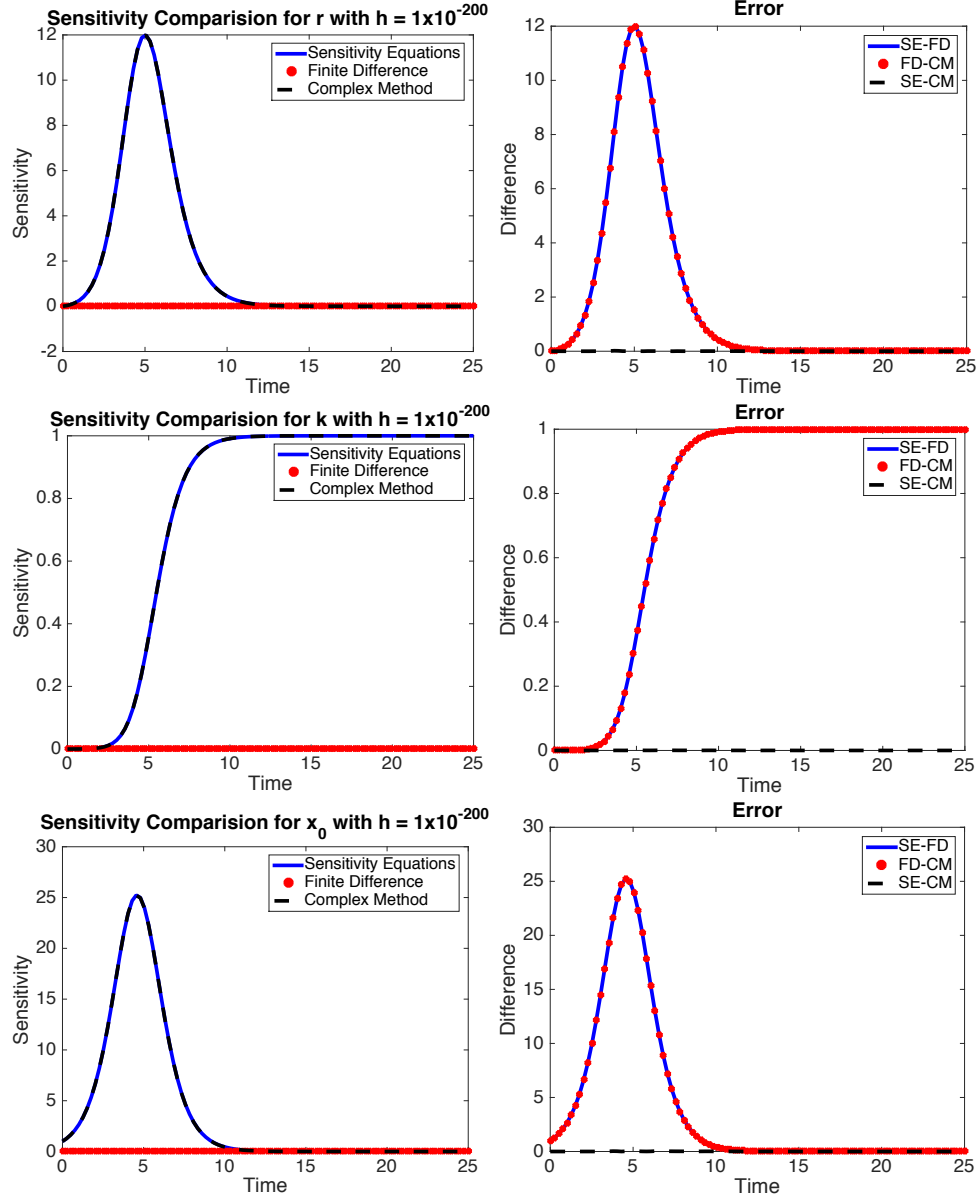 Sensitivity Comparision for r with h = 1x10^-200
12
10
8
6
4
2
0
-2
Sensitivity
0 5 10 15 20 25
Time
Sensitivity Equations
Finite Difference
Complex Method
Error
12
10
8
6
4
2
0
Difference
0 5 10 15 20 25
Time
SE-FD
FD-CM
SE-CM
Sensitivity Comparision for k with h = 1x10^-200
1
0.8
0.6
0.4
0.2
0
Sensitivity
0 5 10 15 20 25
Time
Sensitivity Equations
Finite Difference
Complex Method
Error
1
0.8
0.6
0.4
0.2
0
Difference
0 5 10 15 20 25
Time
SE-FD
FD-CM
SE-CM
Sensitivity Comparision for x_0 with h = 1x10^-200
30
25
20
15
10
5
0
Sensitivity
0 5 10 15 20 25
Time
Sensitivity Equations
Finite Difference
Complex Method
Error
30
25
20
15
10
5
0
Difference
0 5 10 15 20 25
Time
SE-FD
FD-CM
SE-CM